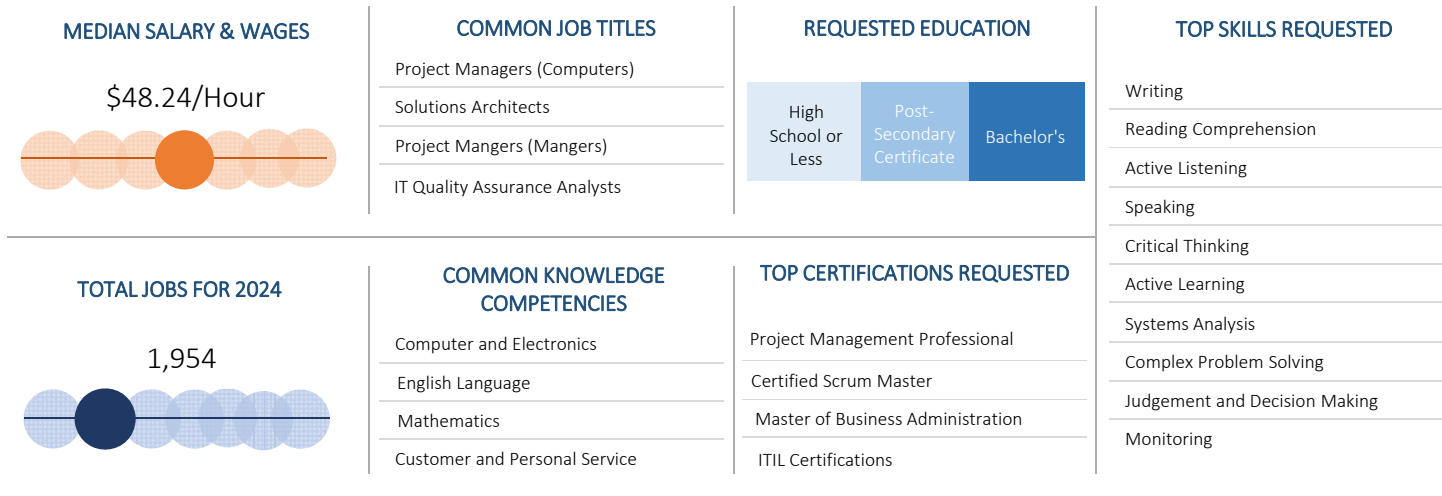 MEDIAN SALARY & WAGES
$48.24/Hour
COMMON JOB TITLES
Project Managers (Computers)
Solutions Architects
Project Mangers (Mangers)
IT Quality Assurance Analysts
REQUESTED EDUCATION
High
School or
Less
Post-
Secondary
Certificate
Bachelor's
TOP SKILLS REQUESTED
Writing
Reading Comprehension
Active Listening
Speaking
Critical Thinking
Active Learning
Systems Analysis
Complex Problem Solving
Judgement and Decision Making
Monitoring
TOTAL JOBS FOR 2024
1,954
COMMON KNOWLEDGE
COMPETENCIES
Computer and Electronics
English Language
Mathematics
Customer and Personal Service
TOP CERTIFICATIONS REQUESTED
Project Management Professional
Certified Scrum Master
Master of Business Administration
ITIL Certifications